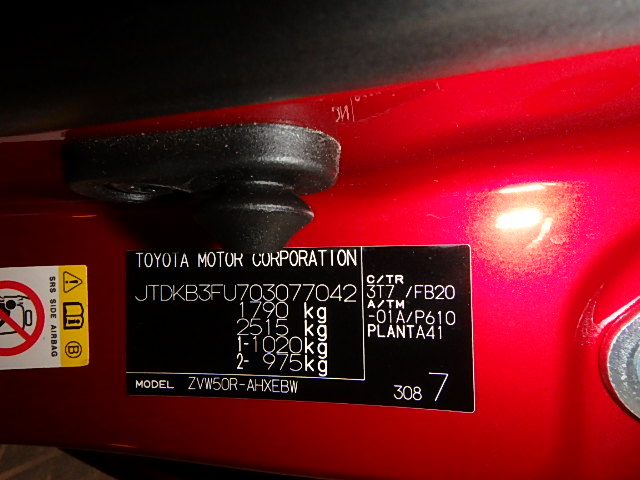 TOYOTA MOTOR CORPORATION
JTDKB3FU703077042
1790 kg
2515 kg
1-1020kg
2- 975kg
C/TR
3T7 /FB20
A/TM
-01A/P610
PLANTA41
MODEL ZVW50R-AHXEBW
308 7
SRS SIDE AIRBAG
B